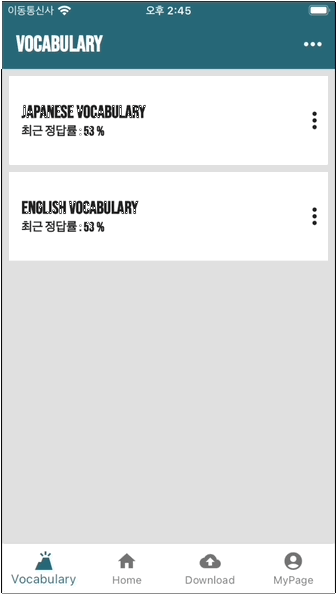 이동통신사 오후 2:45
VOCABULARY
JAPANESE VOCABULARY
최근 정답률 : 53 %
ENGLISH VOCABULARY
최근 정답률 : 53 %
Vocabulary Home Download MyPage